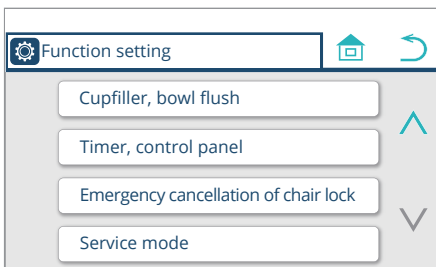 Function setting
Cupfiller, bowl flush
Timer, control panel
Emergency cancellation of chair lock
Service mode